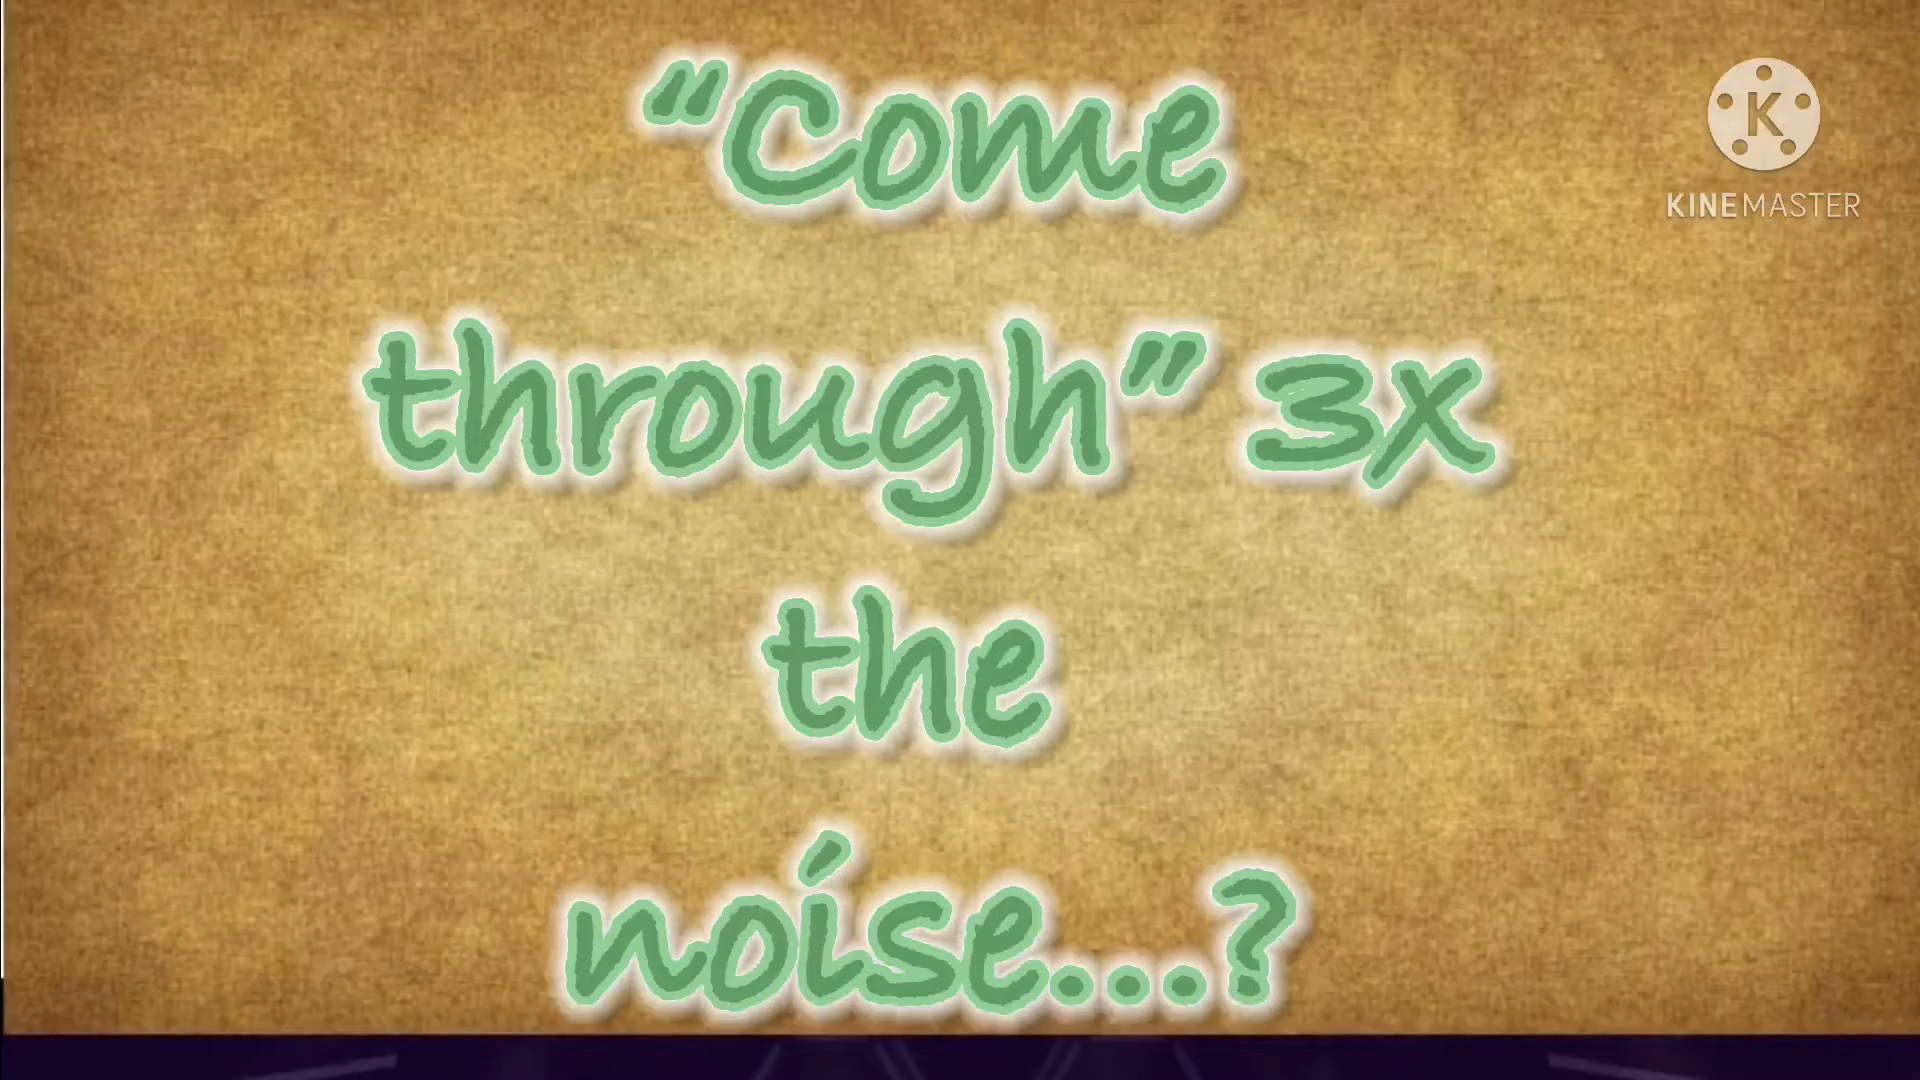 “Come
through” 3x
the
noise...?
K
KINEMASTER